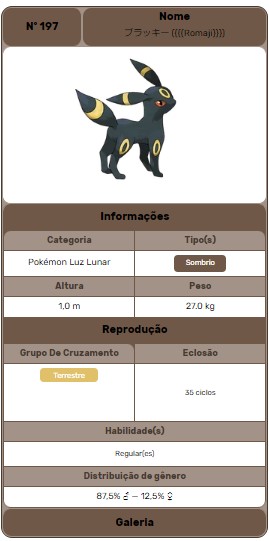 Nº 197
Nome
ブラッキー ({{{Romaji}}})
Informações
Categoria
Tipo(s)
Pokémon Luz Lunar
Sombrio
Altura
Peso
1,0 m
27.0 kg
Reprodução
Grupo De Cruzamento
Eclosão
Terrestre
35 ciclos
Habilidade(s)
Regular(es)
Distribuição de gênero
87,5% ♂ — 12,5% ♀
Galeria